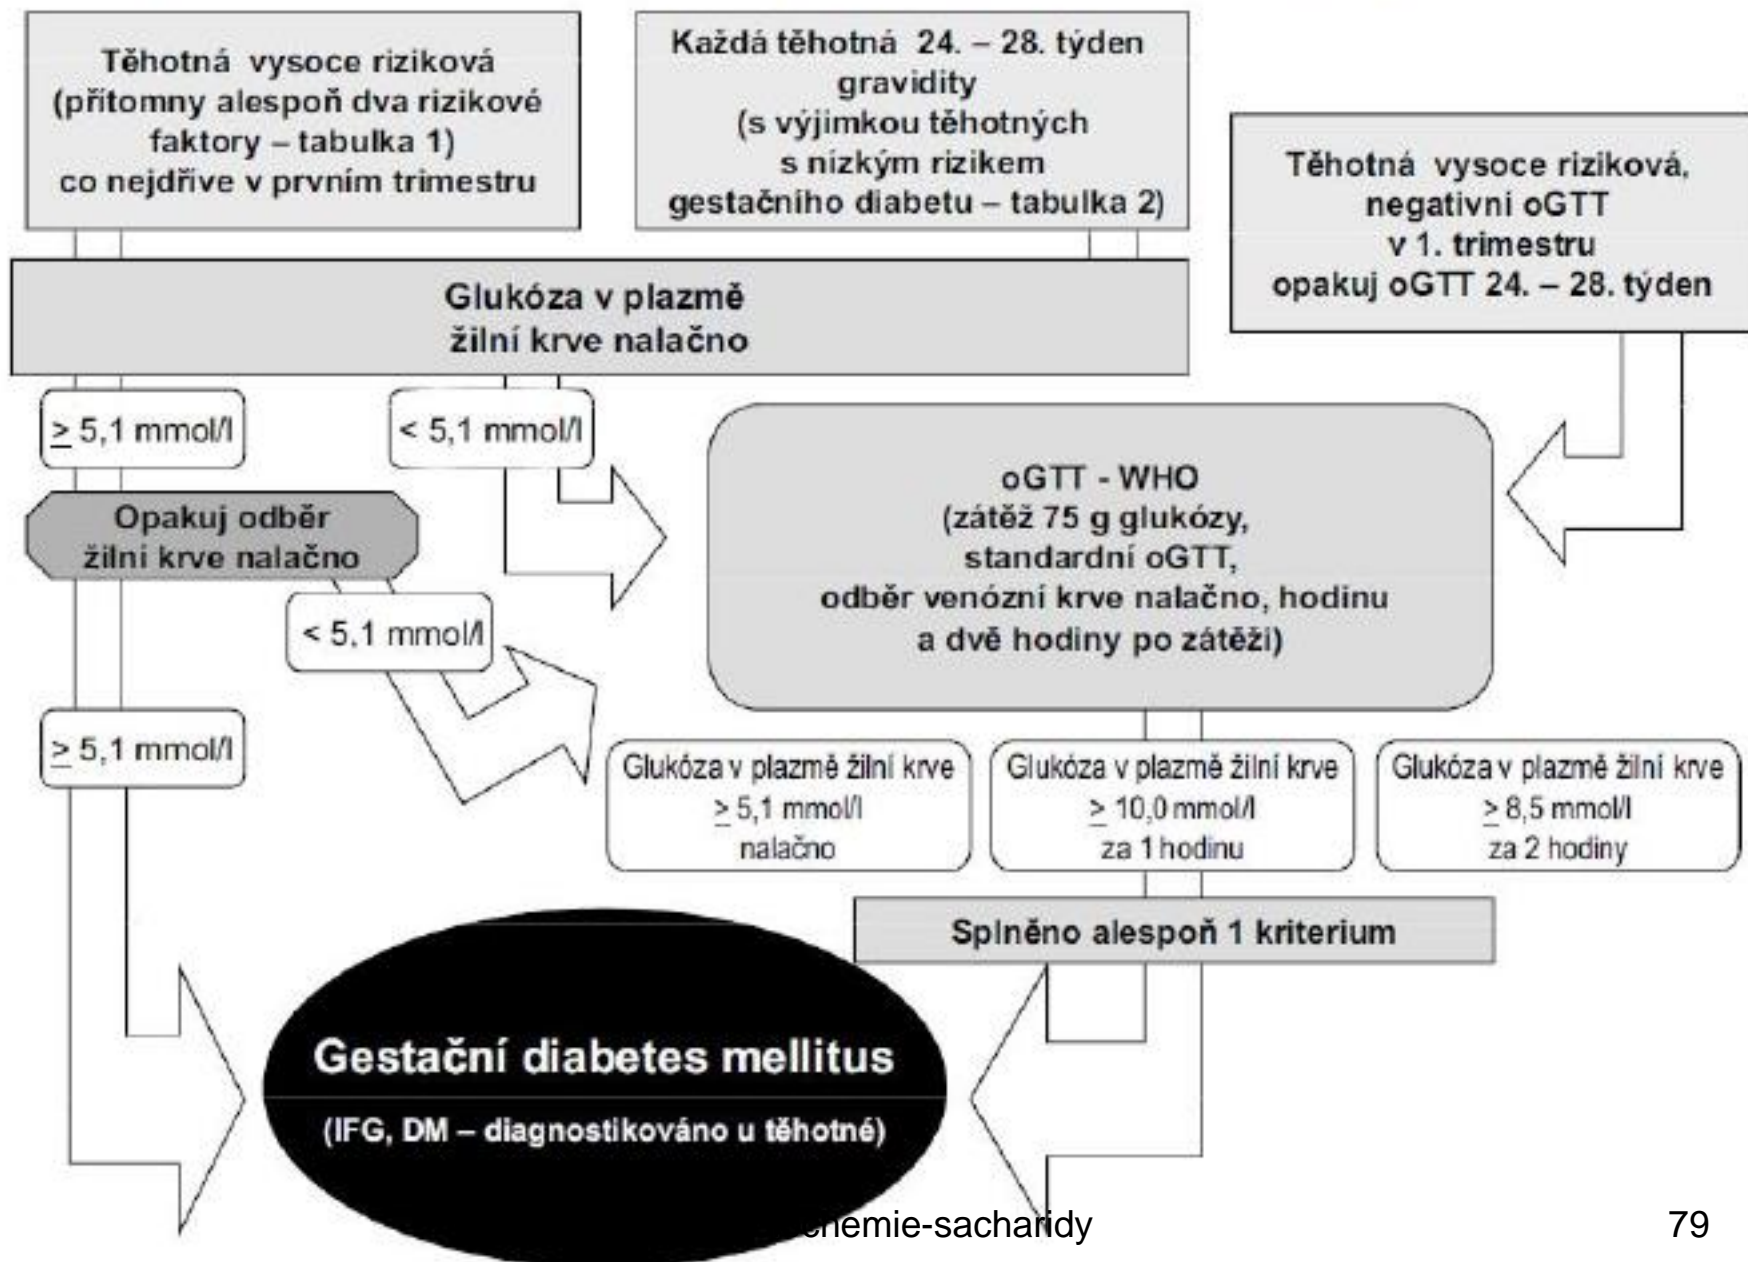 Těhotná vysoce riziková
(přítomny alespoň dva rizikové
faktory – tabulka 1)
co nejdříve v prvním trimestru
Každá těhotná 24. – 28. týden
gravidity
(s výjimkou těhotných
s nízkým rizikem
gestačního diabetu – tabulka 2)
Těhotná vysoce riziková,
negativní oGTT
v 1. trimestru
opakuj oGTT 24. – 28. týden
Glukóza v plazmě
žilní krve nalačno
≥ 5,1 mmol/l
< 5,1 mmol/l
Opakuj odběr
žilní krve nalačno
< 5,1 mmol/l
≥ 5,1 mmol/l
oGTT - WHO
(zátěž 75 g glukózy,
standardní oGTT,
odběr venózní krve nalačno, hodinu
a dvě hodiny po zátěži)
Glukóza v plazmě žilní krve
≥ 5,1 mmol/l
nalačno
Glukóza v plazmě žilní krve
≥ 10,0 mmol/l
za 1 hodinu
Glukóza v plazmě žilní krve
≥ 8,5 mmol/l
za 2 hodiny
Splněno alespoň 1 kriterium
Gestační diabetes mellitus
(IFG, DM – diagnostikováno u těhotné)
hemie-sacharidy
79